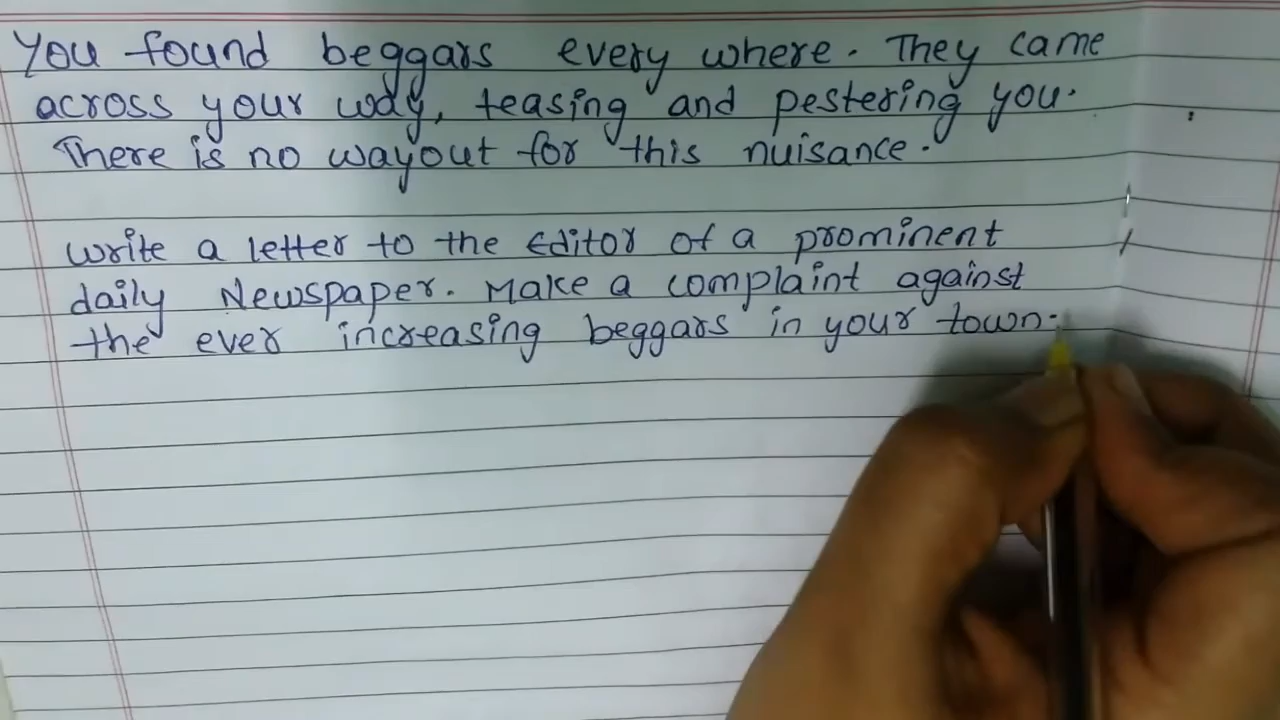 You found beggars every where. They came
across your way, teasing and pestering you.
There is no wayout for this nuisance.
Write a letter to the Editor of a prominent
daily Newspaper. Make a complaint against
the ever increasing beggars in your town.